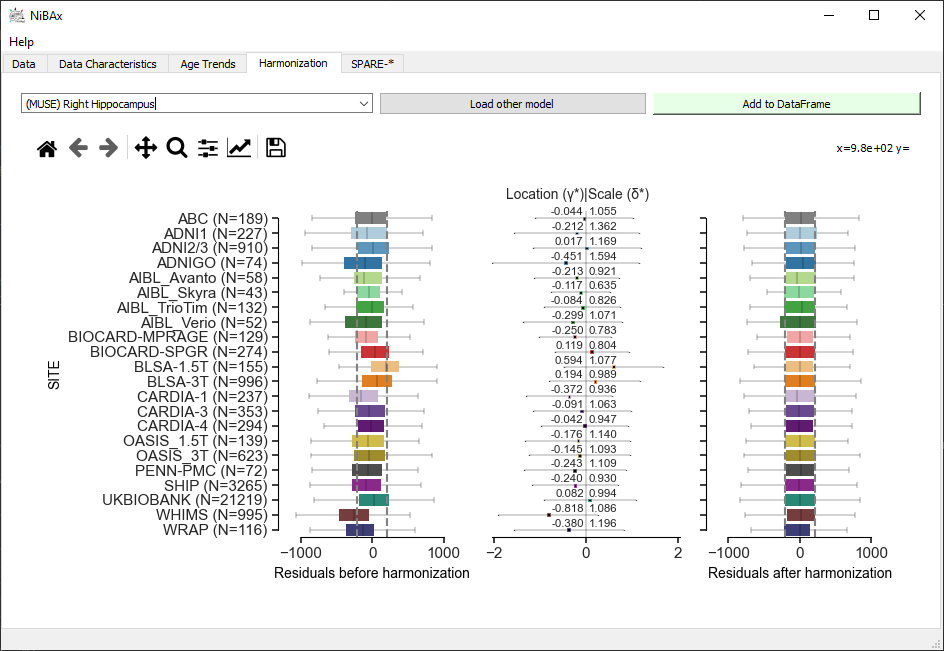 NiBAx
Help
Data Data Characteristics Age Trends Harmonization SPARE-*
(MUSE) Right Hippocampus Load other model Add to DataFrame
x=9.8e+02 y=
Location (γ*)|Scale (δ*)
ABC (N=189) -0.044 1.055
ADNI1 (N=227) -0.212 1.362
ADNI2/3 (N=910) 0.017 1.169
ADNIGO (N=74) -0.451 1.594
AIBL_Avanto (N=58) -0.213 0.921
AIBL_Skyra (N=43) -0.117 0.635
AIBL_TrioTim (N=132) -0.084 0.826
AIBL_Verio (N=52) -0.299 1.071
BIOCARD-MPRAGE (N=129) -0.250 0.783
BIOCARD-SPGR (N=274) 0.119 0.804
BLSA-1.5T (N=155) 0.594 1.077
BLSA-3T (N=996) 0.194 0.989
CARDIA-1 (N=237) -0.372 0.936
CARDIA-3 (N=353) -0.091 1.063
CARDIA-4 (N=294) -0.042 0.947
OASIS_1.5T (N=139) -0.176 1.140
OASIS_3T (N=623) -0.145 1.093
PENN-PMC (N=72) -0.243 1.109
SHIP (N=3265) -0.240 0.930
UKBIOBANK (N=21219) 0.082 0.994
WHIMS (N=995) -0.818 1.086
WRAP (N=116) -0.380 1.196
SITE
−1000 0 1000 −2 0 2 −1000 0 1000
Residuals before harmonization Residuals after harmonization